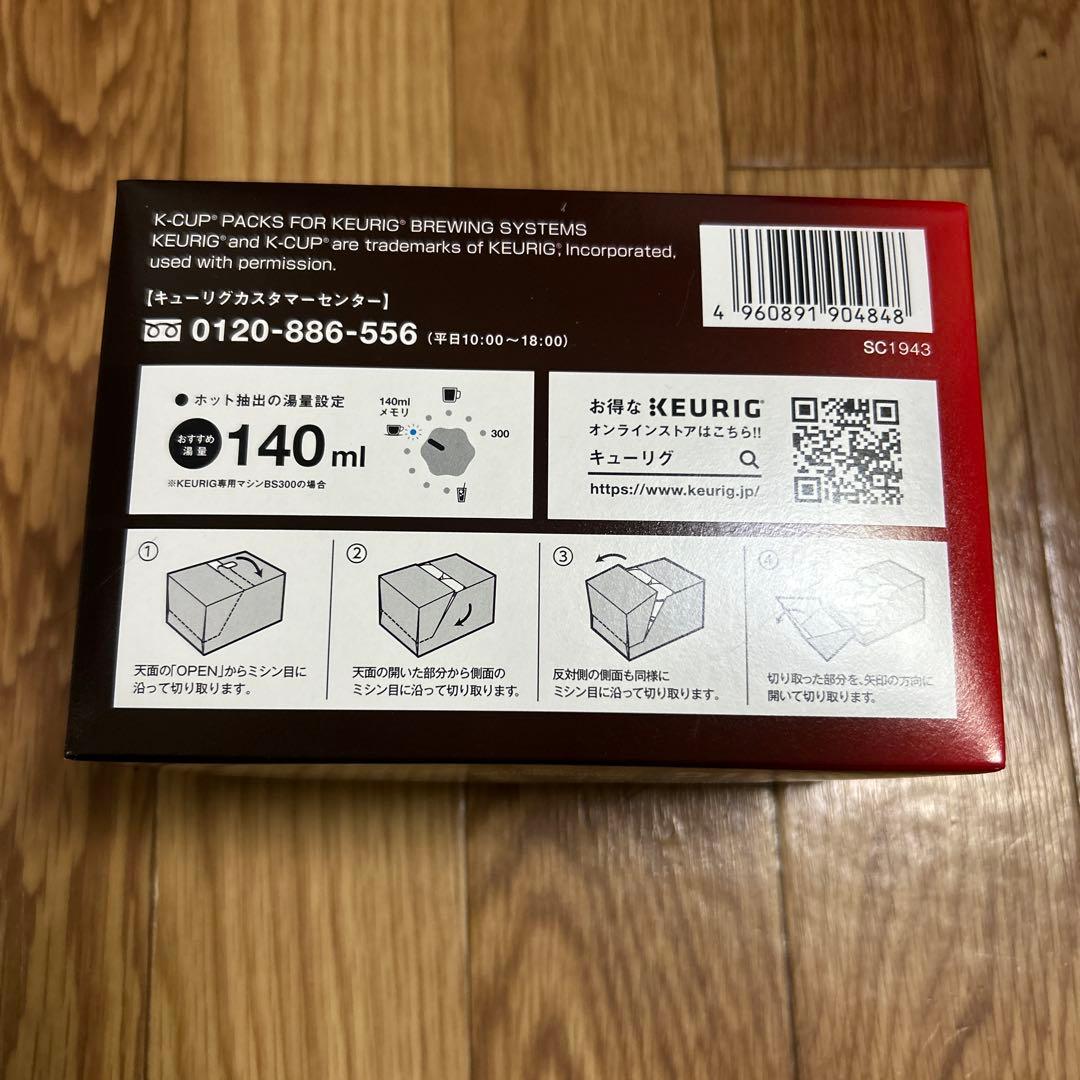 K-CUP® PACKS FOR KEURIG® BREWING SYSTEMS
KEURIG® and K-CUP® are trademarks of KEURIG®, Incorporated,
used with permission.
【キューリグカスタマーセンター】
0120-886-556 (平日10:00～18:00)
4 960891 904848
SC1943
● ホット抽出の湯量設定
おすすめ
湯量
140ml
※KEURIG専用マシンBS300の場合
140ml
メモリ
300
お得な KEURIG®
オンラインストアはこちら!!
キューリグ
https://www.keurig.jp/
①
天面の「OPEN」からミシン目に
沿って切り取ります。
②
天面の開いた部分から側面の
ミシン目に沿って切り取ります。
③
反対側の側面も同様に
ミシン目に沿って切り取ります。
④
切り取った部分を、矢印の方向に
開いて切り取ります。